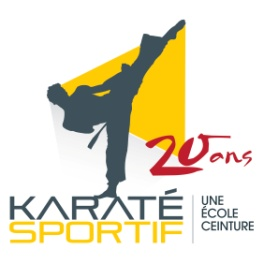 20 ans
KARATÉ
SPORTIF
UNE
ÉCOLE
CEINTURE